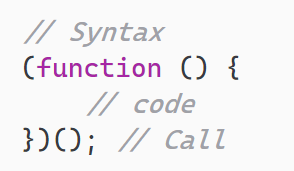 // Syntax
(function () {
    // code
})(); // Call